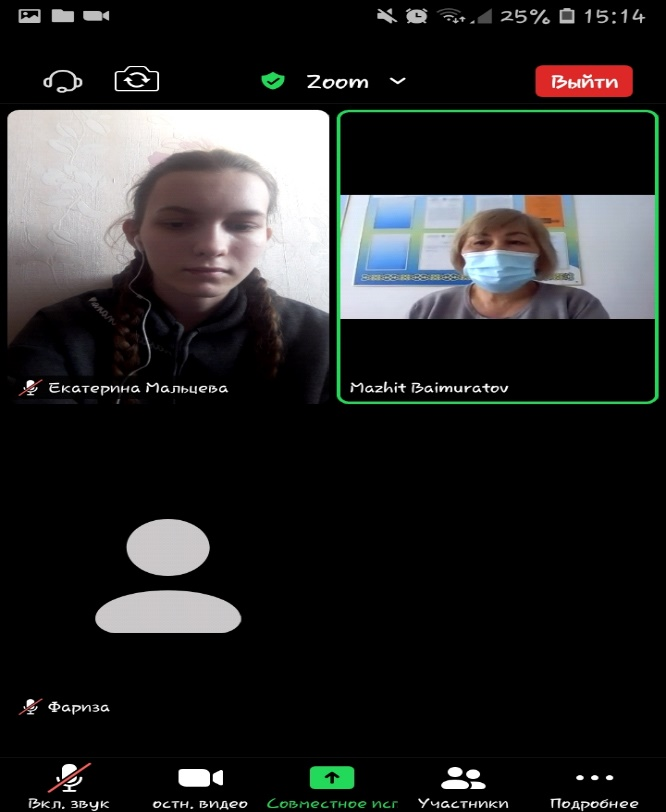 25% 15:14
Zoom Выйти
Екатерина Мальцева
Mazhit Baimuratov
Фариза
Вкл. звук остн. видео Совместное исп Участники Подробнее